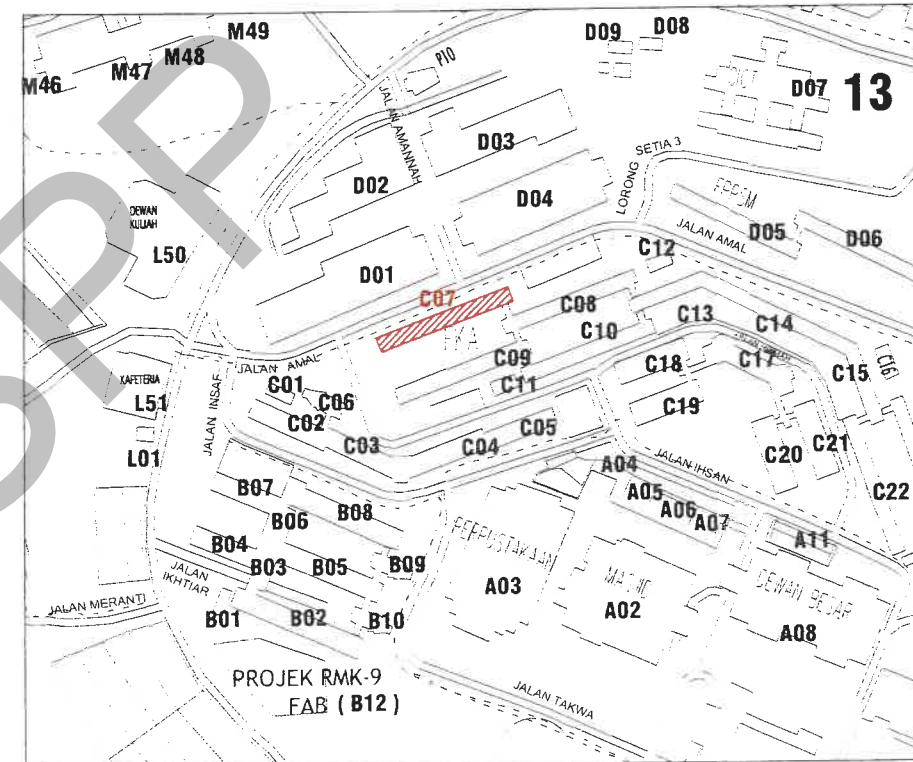 M49
M48
M47
M46
P10
D09
D08
D07
13
JALAN AMANNAH
D03
D02
D04
LORONG SETIA 3
DEWAN
KULIAH
L50
D01
JALAN AMAL
D05
D06
C12
C07
C08
C10
C13
C14
FKA
C09
C11
C18
C17
C15
C16
JALAN AMAL
C01
C06
C02
C03
C04
C05
C19
C20
C21
C22
KAFETERIA
L51
L01
JALAN INSAF
JALAN IHSAN
A04
A05
A06
A07
A11
B07
B08
B06
B04
B03
B05
B09
JALAN
IKHTIAR
JALAN MERANTI
B01
B02
B10
PERPUSTAKAAN
A03
A02
DEWAN BESAR
A08
PROJEK RMK-9
FAB ( B12 )
JALAN TAKWA